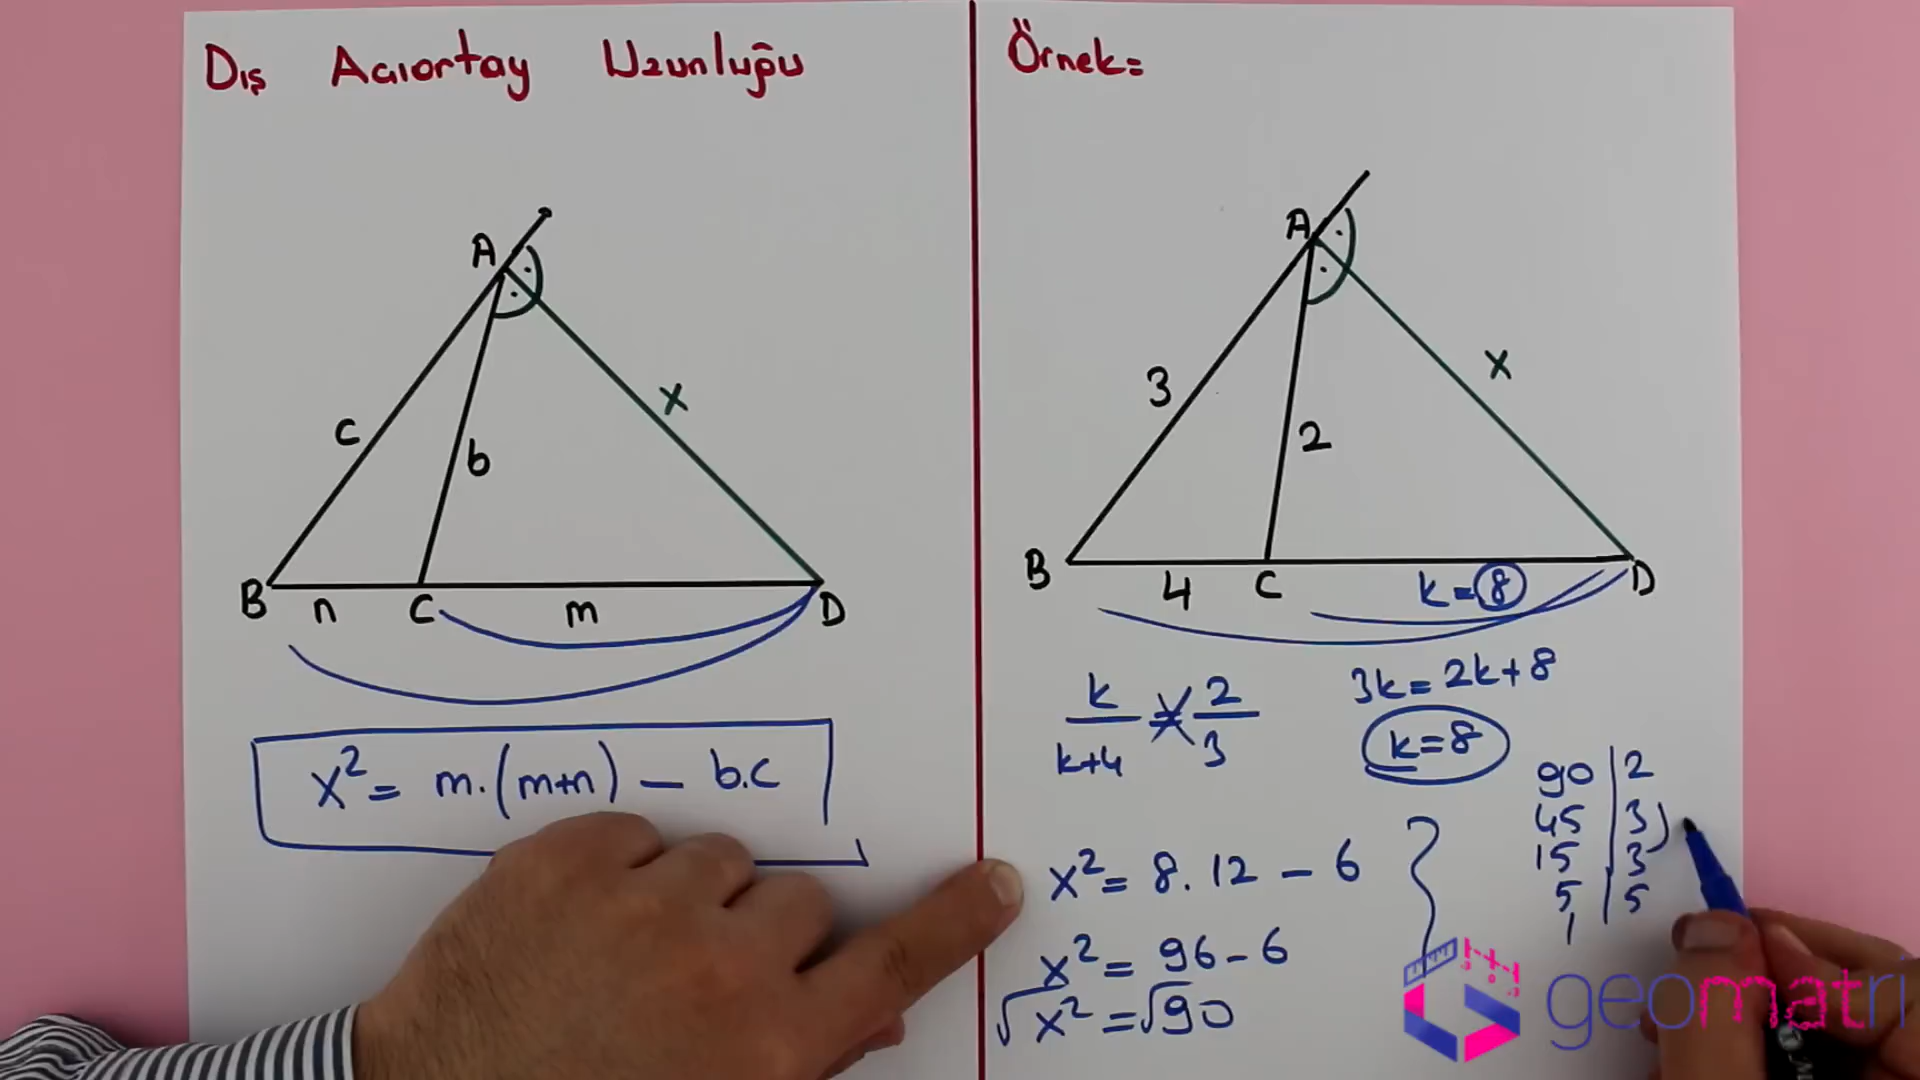 Dış Açıortay Uzunluğu
A
c
b
x
B n C m D
x² = m.(m+n) – b.c
Örnek=
A
3
2
x
B 4 C k=8 D
k/k+4 = 2/3
3k=2k+8
k=8
x² = 8.12 – 6
x² = 96 – 6
√x² = √90
90 | 2
45 | 3
15 | 3
5 | 5
1
geomatri